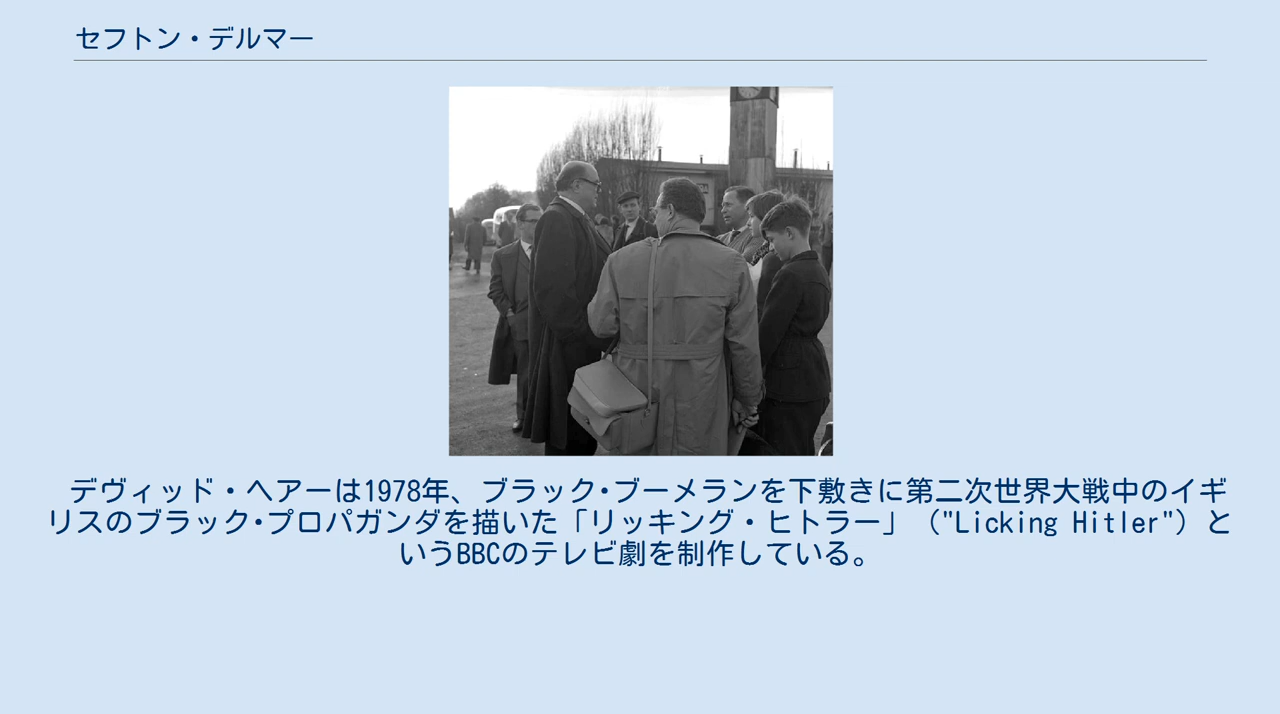 セフトン・デルマー
デヴィッド・ヘアーは1978年、ブラック･ブーメランを下敷きに第二次世界大戦中のイギ
リスのブラック･プロパガンダを描いた「リッキング・ヒトラー」（"Licking Hitler"）と
いうBBCのテレビ劇を制作している。